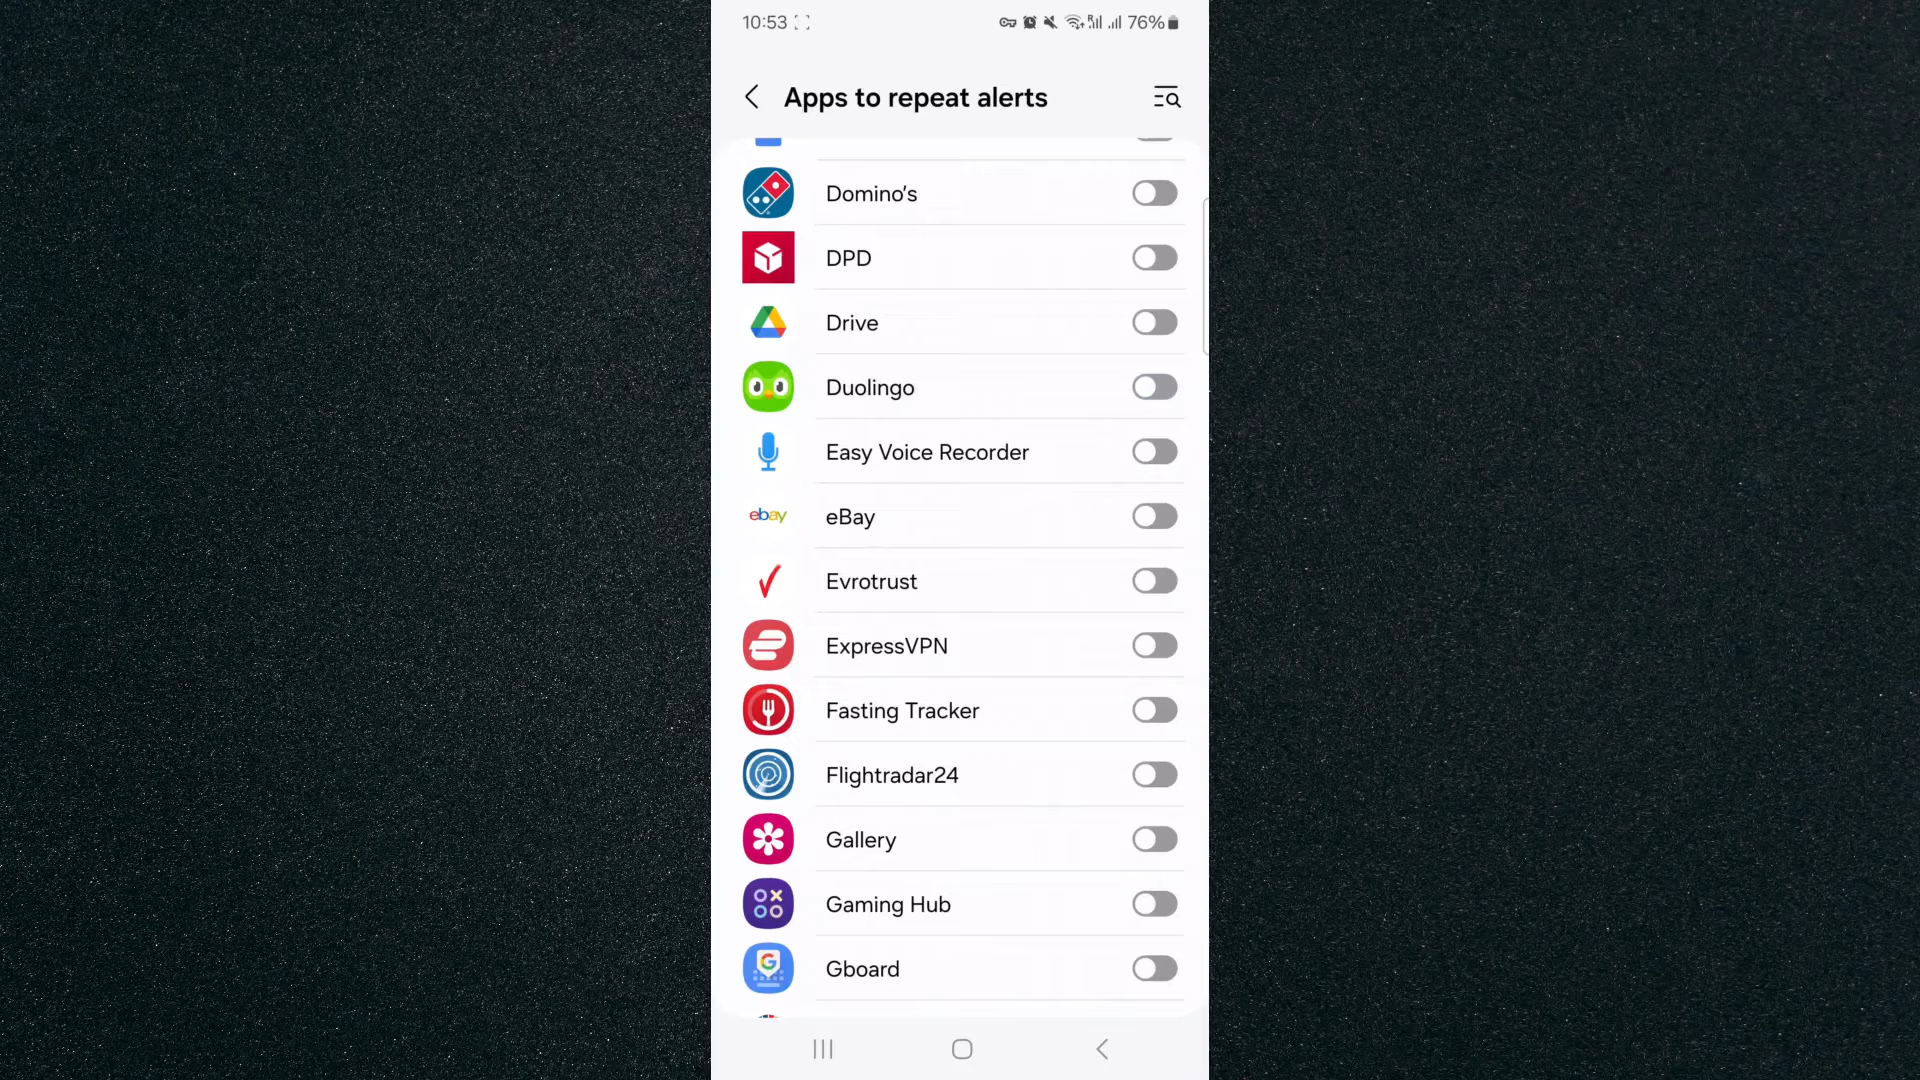 10:53
76%
Apps to repeat alerts
Domino's
DPD
Drive
Duolingo
Easy Voice Recorder
ebay
eBay
Evrotrust
ExpressVPN
Fasting Tracker
Flightradar24
Gallery
Gaming Hub
G
Gboard